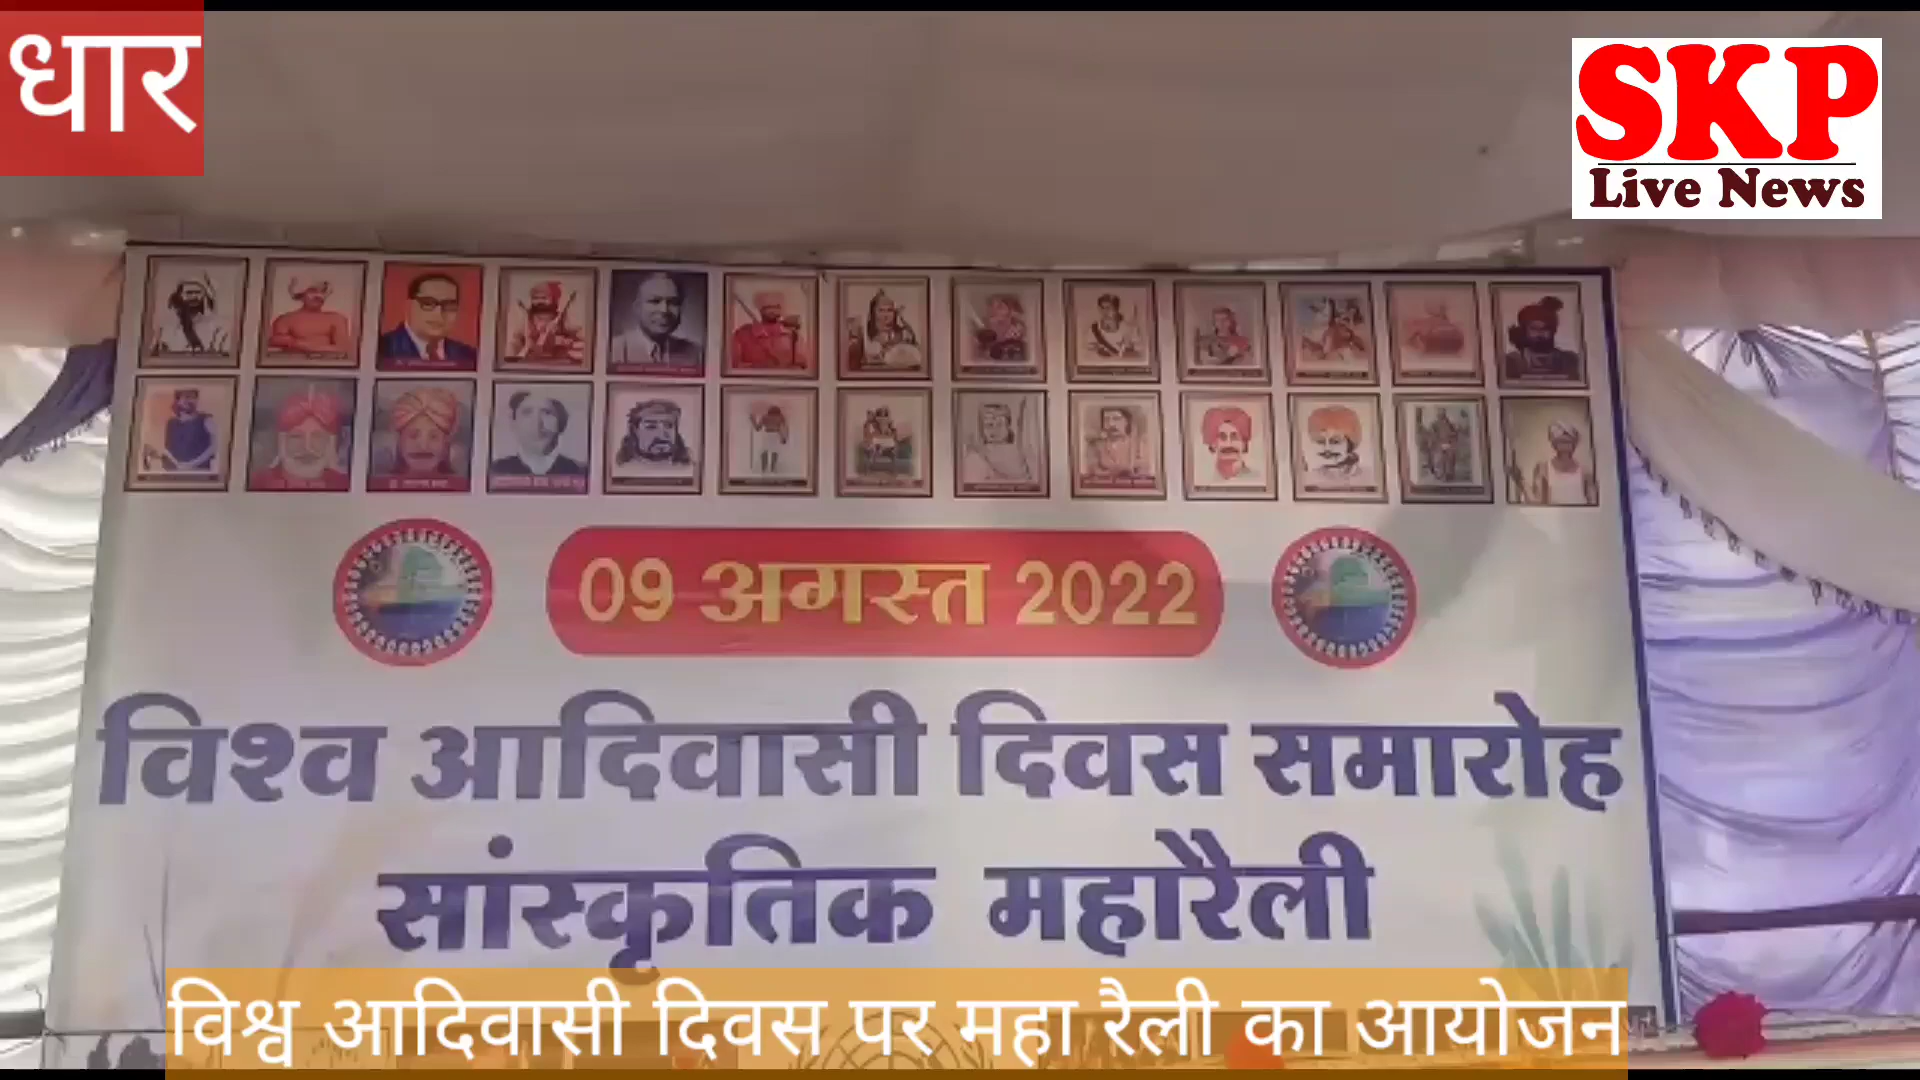 धार
SKP
Live News
09 अगस्त 2022
विश्व आदिवासी दिवस समारोह
सांस्कृतिक महारैली
विश्व आदिवासी दिवस पर महा रैली का आयोजन